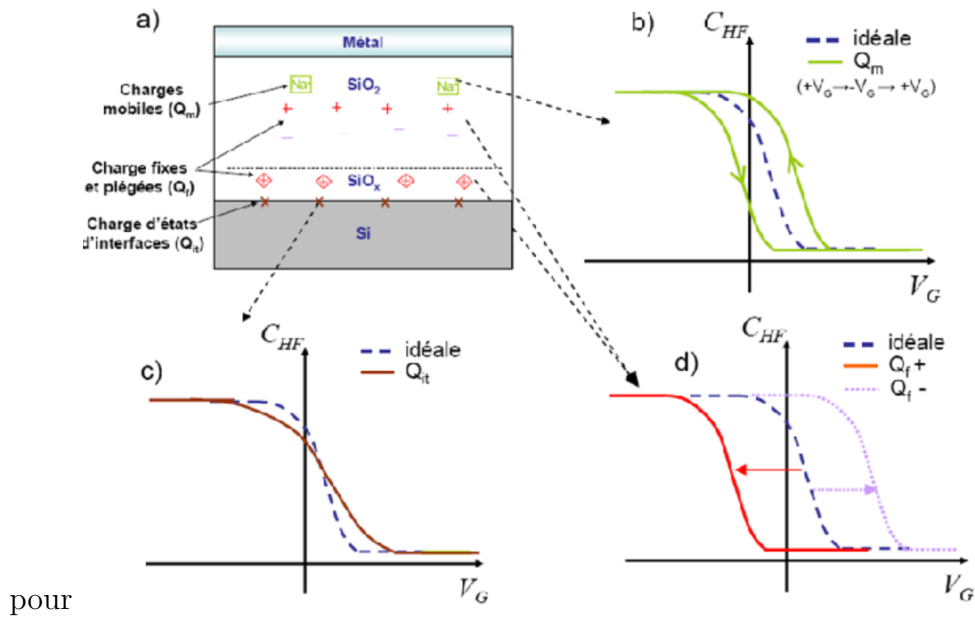 a)
Métal
SiO2
Na+
Na+
Charges
mobiles (Qm)
Charge fixes
et plégées (Qf)
SiOx
Charge d'états
d'interfaces (Qit)
Si
b)
CHF
idéale
Qm
(+VG→-VG → +VG)
VG
c)
CHF
idéale
Qit
VG
d)
CHF
idéale
Qf +
Qf -
VG
pour